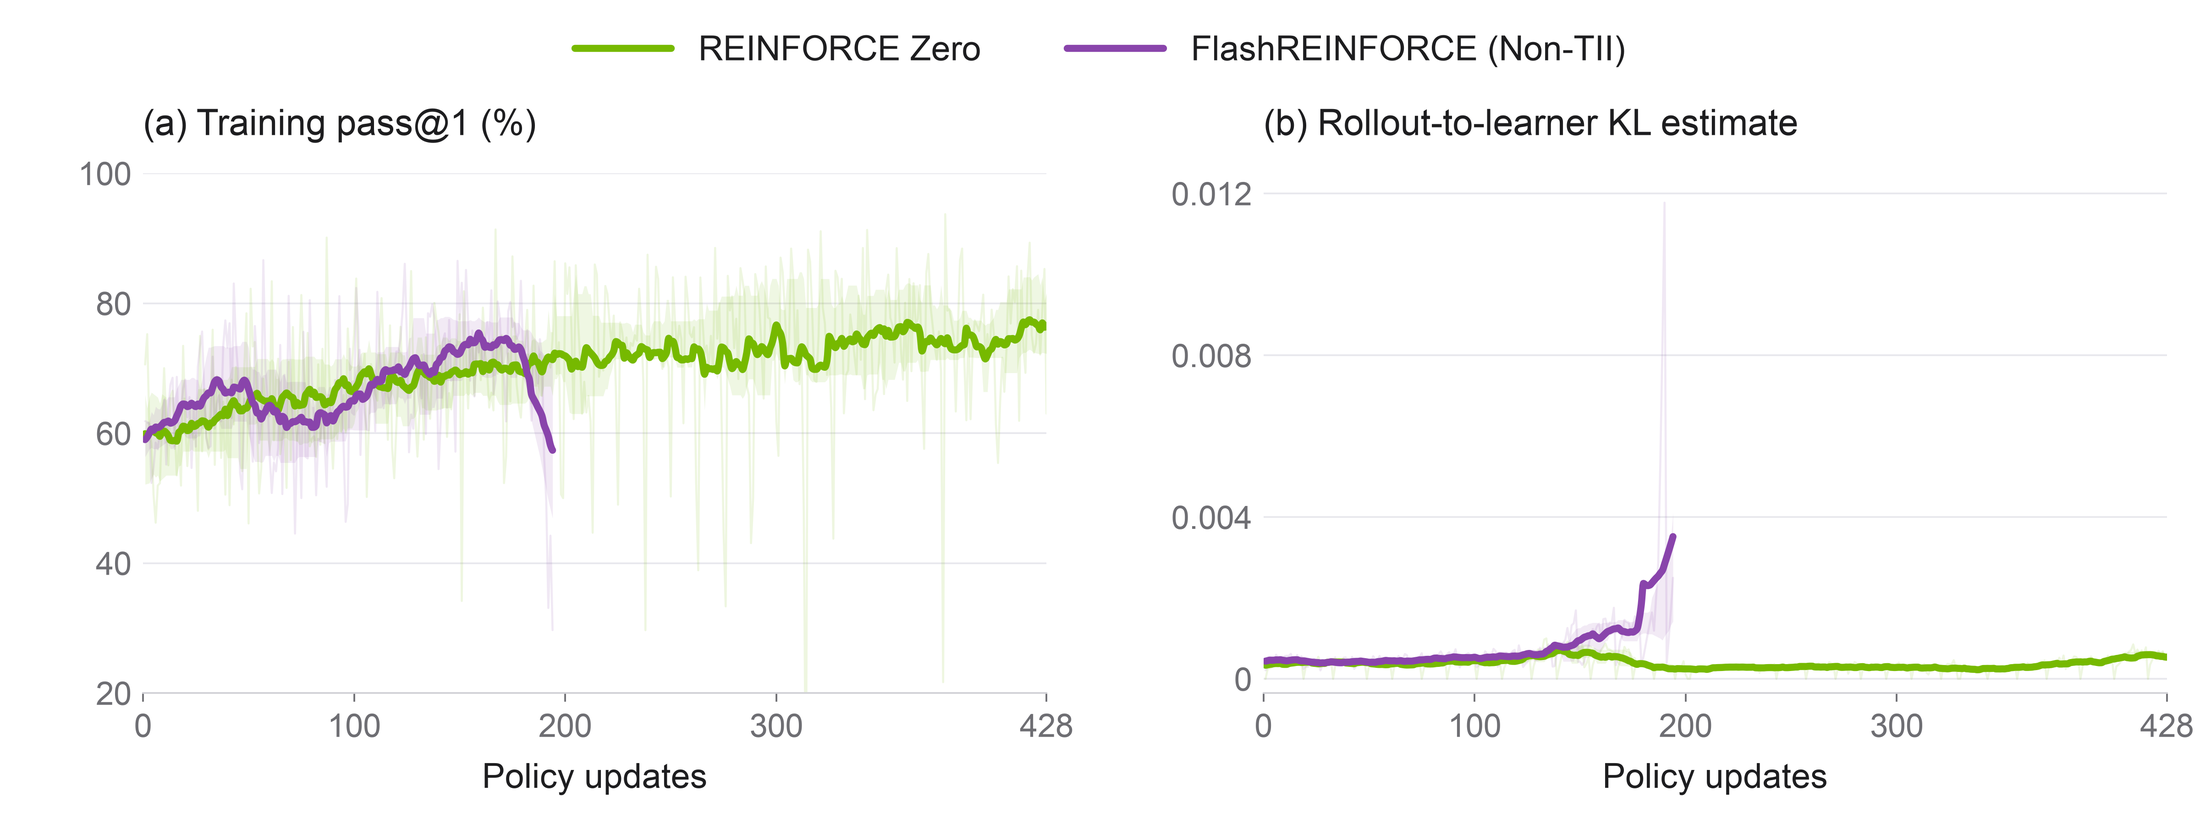 REINFORCE Zero FlashREINFORCE (Non-TII)
(a) Training pass@1 (%)
100
80
60
40
20
0 100 200 300 428
Policy updates
(b) Rollout-to-learner KL estimate
0.012
0.008
0.004
0
0 100 200 300 428
Policy updates